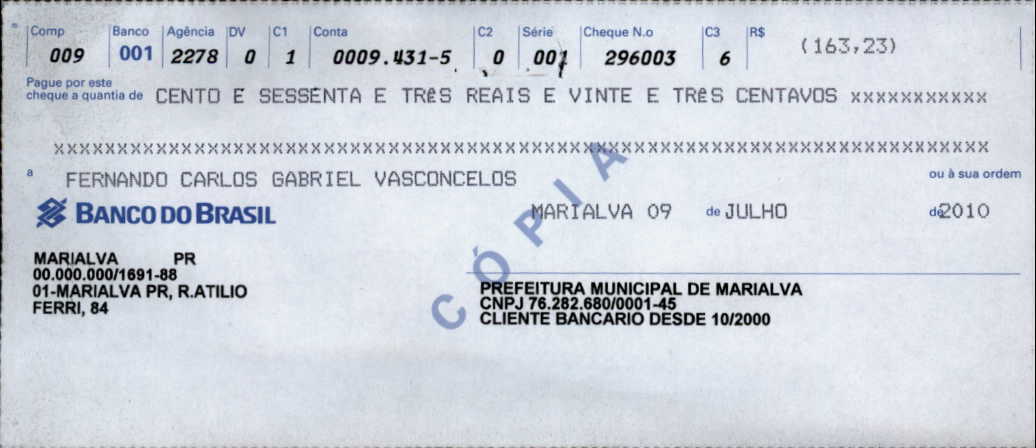 Comp Banco Agência DV C1 Conta C2 Série Cheque N.o C3 R$
009 001 2278 0 1 0009.431-5 0 001 296003 6 (163,23)
Pague por este
cheque a quantia de CENTO E SESSENTA E TRêS REAIS E VINTE E TRêS CENTAVOS xxxxxxxxxxx
xxxxxxxxxxxxxxxxxxxxxxxxxxxxxxxxxxxxxxxxxxxxxxxxxxxxxxxxxxxxxxxxxxxxxxxxxxxxxxxx
a FERNANDO CARLOS GABRIEL VASCONCELOS ou à sua ordem
BANCO DO BRASIL MARIALVA 09 de JULHO de 2010
CÓPIA
MARIALVA PR
00.000.000/1691-88
01-MARIALVA PR, R.ATILIO
FERRI, 84
PREFEITURA MUNICIPAL DE MARIALVA
CNPJ 76.282.680/0001-45
CLIENTE BANCARIO DESDE 10/2000